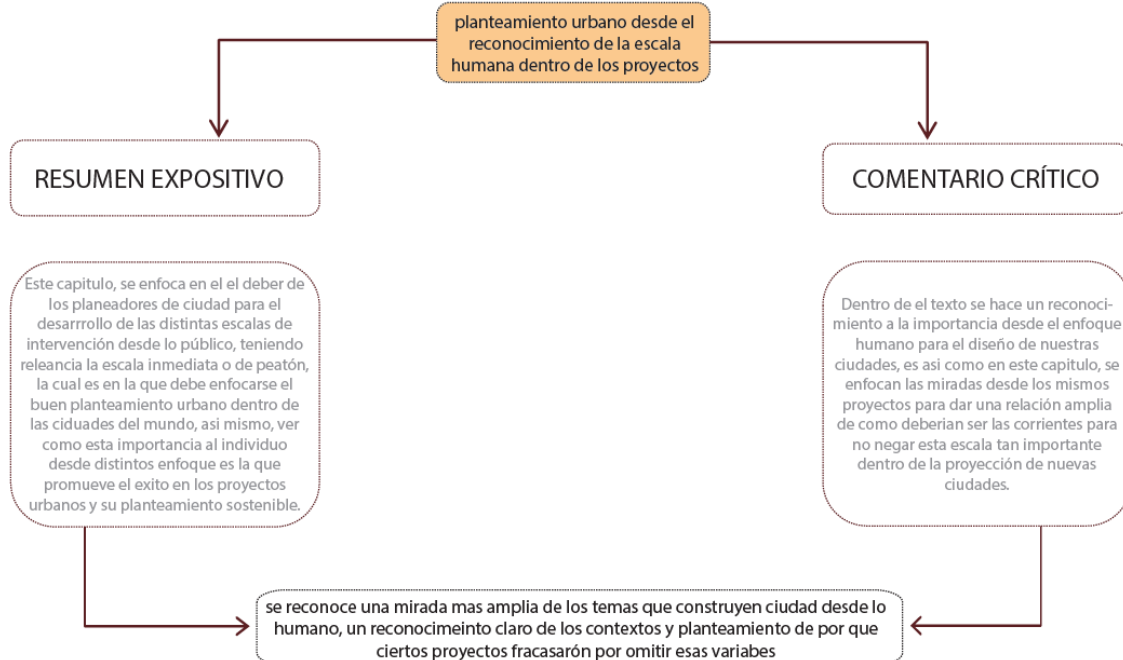 planteamiento urbano desde el
reconocimiento de la escala
humana dentro de los proyectos
RESUMEN EXPOSITIVO
COMENTARIO CRÍTICO
Este capitulo, se enfoca en el el deber de
los planeadores de ciudad para el
desarrrollo de las distintas escalas de
intervención desde lo público, teniendo
releancia la escala inmediata o de peatón,
la cual es en la que debe enfocarse el
buen planteamiento urbano dentro de
las ciduades del mundo, asi mismo, ver
como esta importancia al individuo
desde distintos enfoque es la que
promueve el exito en los proyectos
urbanos y su planteamiento sostenible.
Dentro de el texto se hace un reconoci-
miento a la importancia desde el enfoque
humano para el diseño de nuestras
ciudades, es asi como en este capitulo, se
enfocan las miradas desde los mismos
proyectos para dar una relación amplia
de como deberian ser las corrientes para
no negar esta escala tan importante
dentro de la proyección de nuevas
ciudades.
se reconoce una mirada mas amplia de los temas que construyen ciudad desde lo
humano, un reconocimeinto claro de los contextos y planteamiento de por que
ciertos proyectos fracasarón por omitir esas variabes